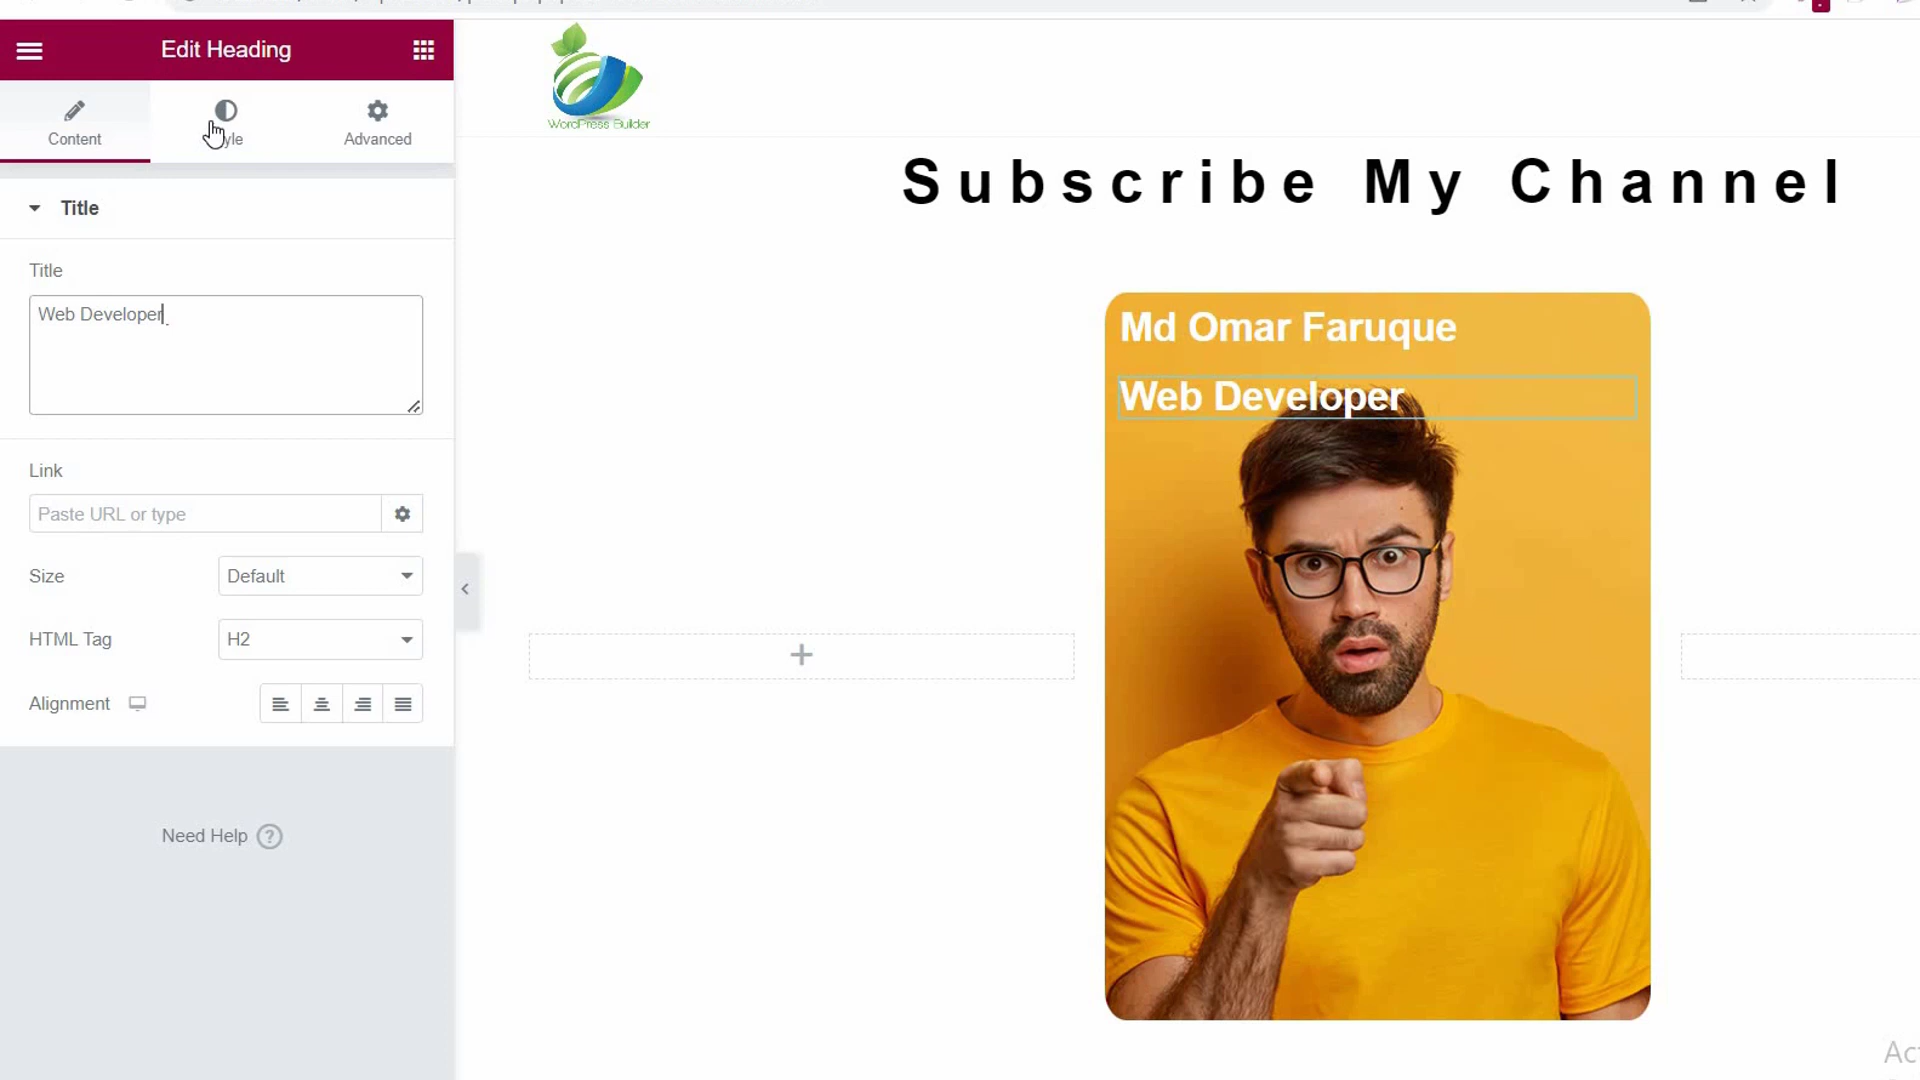 Edit Heading
Content
Style
Advanced
WordPress Builder
Subscribe My Channel
Title
Title
Web Developer
Link
Paste URL or type
Size
Default
HTML Tag
H2
Alignment
Need Help ?
Md Omar Faruque
Web Developer